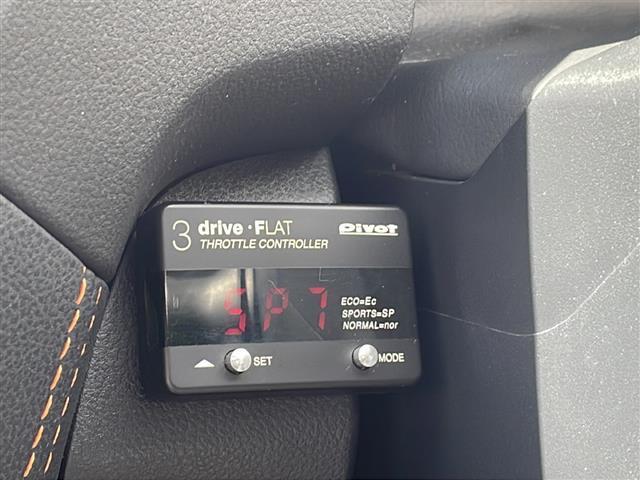 3 drive・FLAT
THROTTLE CONTROLLER
Pivot
SP7
ECO=Ec
SPORTS=SP
NORMAL=nor
SET
MODE